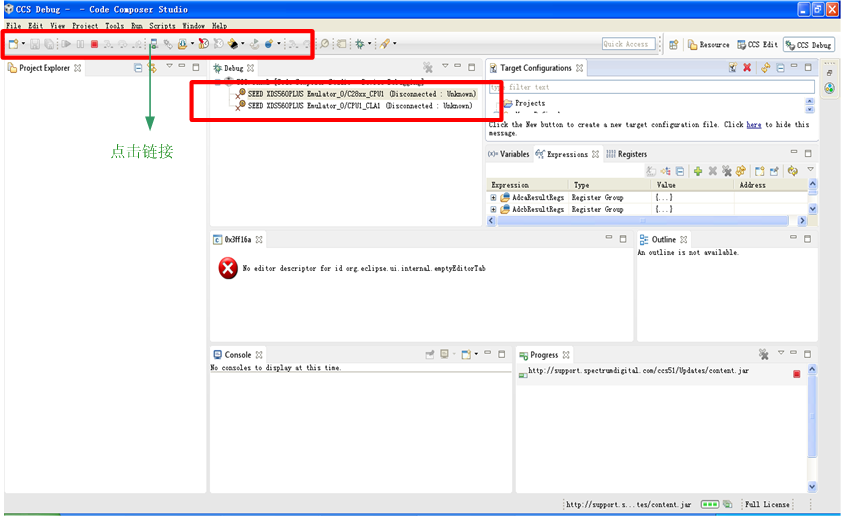 CCS Debug - - Code Composer Studio
File Edit View Project Tools Run Scripts Window Help
Quick Access
Resource
CCS Edit
CCS Debug
Project Explorer
Debug
Target Configurations
type filter text
SEED XDS560PLUS Emulator_0/C28xx_CPU1 (Disconnected : Unknown)
SEED XDS560PLUS Emulator_0/CPU1_CLA1 (Disconnected : Unknown)
Projects
Click the New button to create a new target configuration file. Click here to hide this
message.
点击链接
(x)= Variables
Expressions
Registers
Expression Type Value Address
AdcaResultRegs Register Group {...}
AdcbResultRegs Register Group {...}
0x3ff16a
Outline
No editor descriptor for id org.eclipse.ui.internal.emptyEditorTab
An outline is not available.
Console
Progress
No consoles to display at this time.
http://support.spectrumdigital.com/ccs51/Updates/content.jar
http://support.s...tes/content.jar
Full License